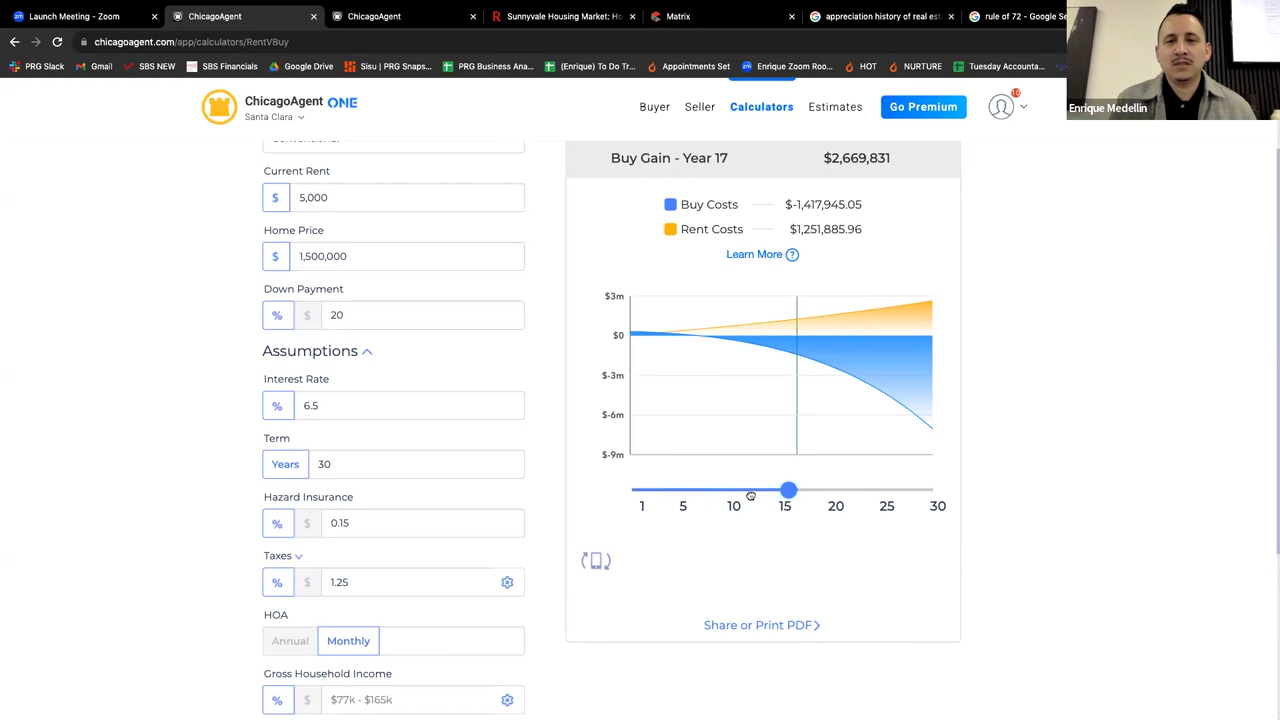 Launch Meeting - Zoom
ChicagoAgent
ChicagoAgent
Sunnyvale Housing Market: Ho
Matrix
appreciation history of real est
rule of 72 - Google Se
chicagoagent.com/app/calculators/RentVBuy
PRG Slack
Gmail
SBS NEW
SBS Financials
Google Drive
Sisu | PRG Snaps...
(Enrique) To Do Tr...
Appointments Set
Enrique Zoom Roo...
HOT
NURTURE
Tuesday Accounta...
Enrique Medellin
ChicagoAgent ONE
Santa Clara
Buyer
Seller
Calculators
Estimates
Go Premium
10
Current Rent
$ 5,000
Home Price
$ 1,500,000
Down Payment
% $ 20
Assumptions
Interest Rate
% 6.5
Term
Years 30
Hazard Insurance
% $ 0.15
Taxes
% $ 1.25
HOA
Annual Monthly
Gross Household Income
% $ $77k - $165k
Buy Gain - Year 17 $2,669,831
Buy Costs $-1,417,945.05
Rent Costs $1,251,885.96
Learn More ?
$3m
$0
$-3m
$-6m
$-9m
1 5 10 15 20 25 30
Share or Print PDF